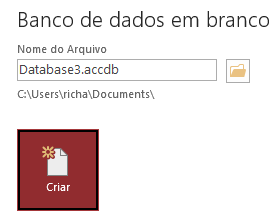 Banco de dados em branco
Nome do Arquivo
Database3.accdb
C:\Users\richa\Documents\
Criar